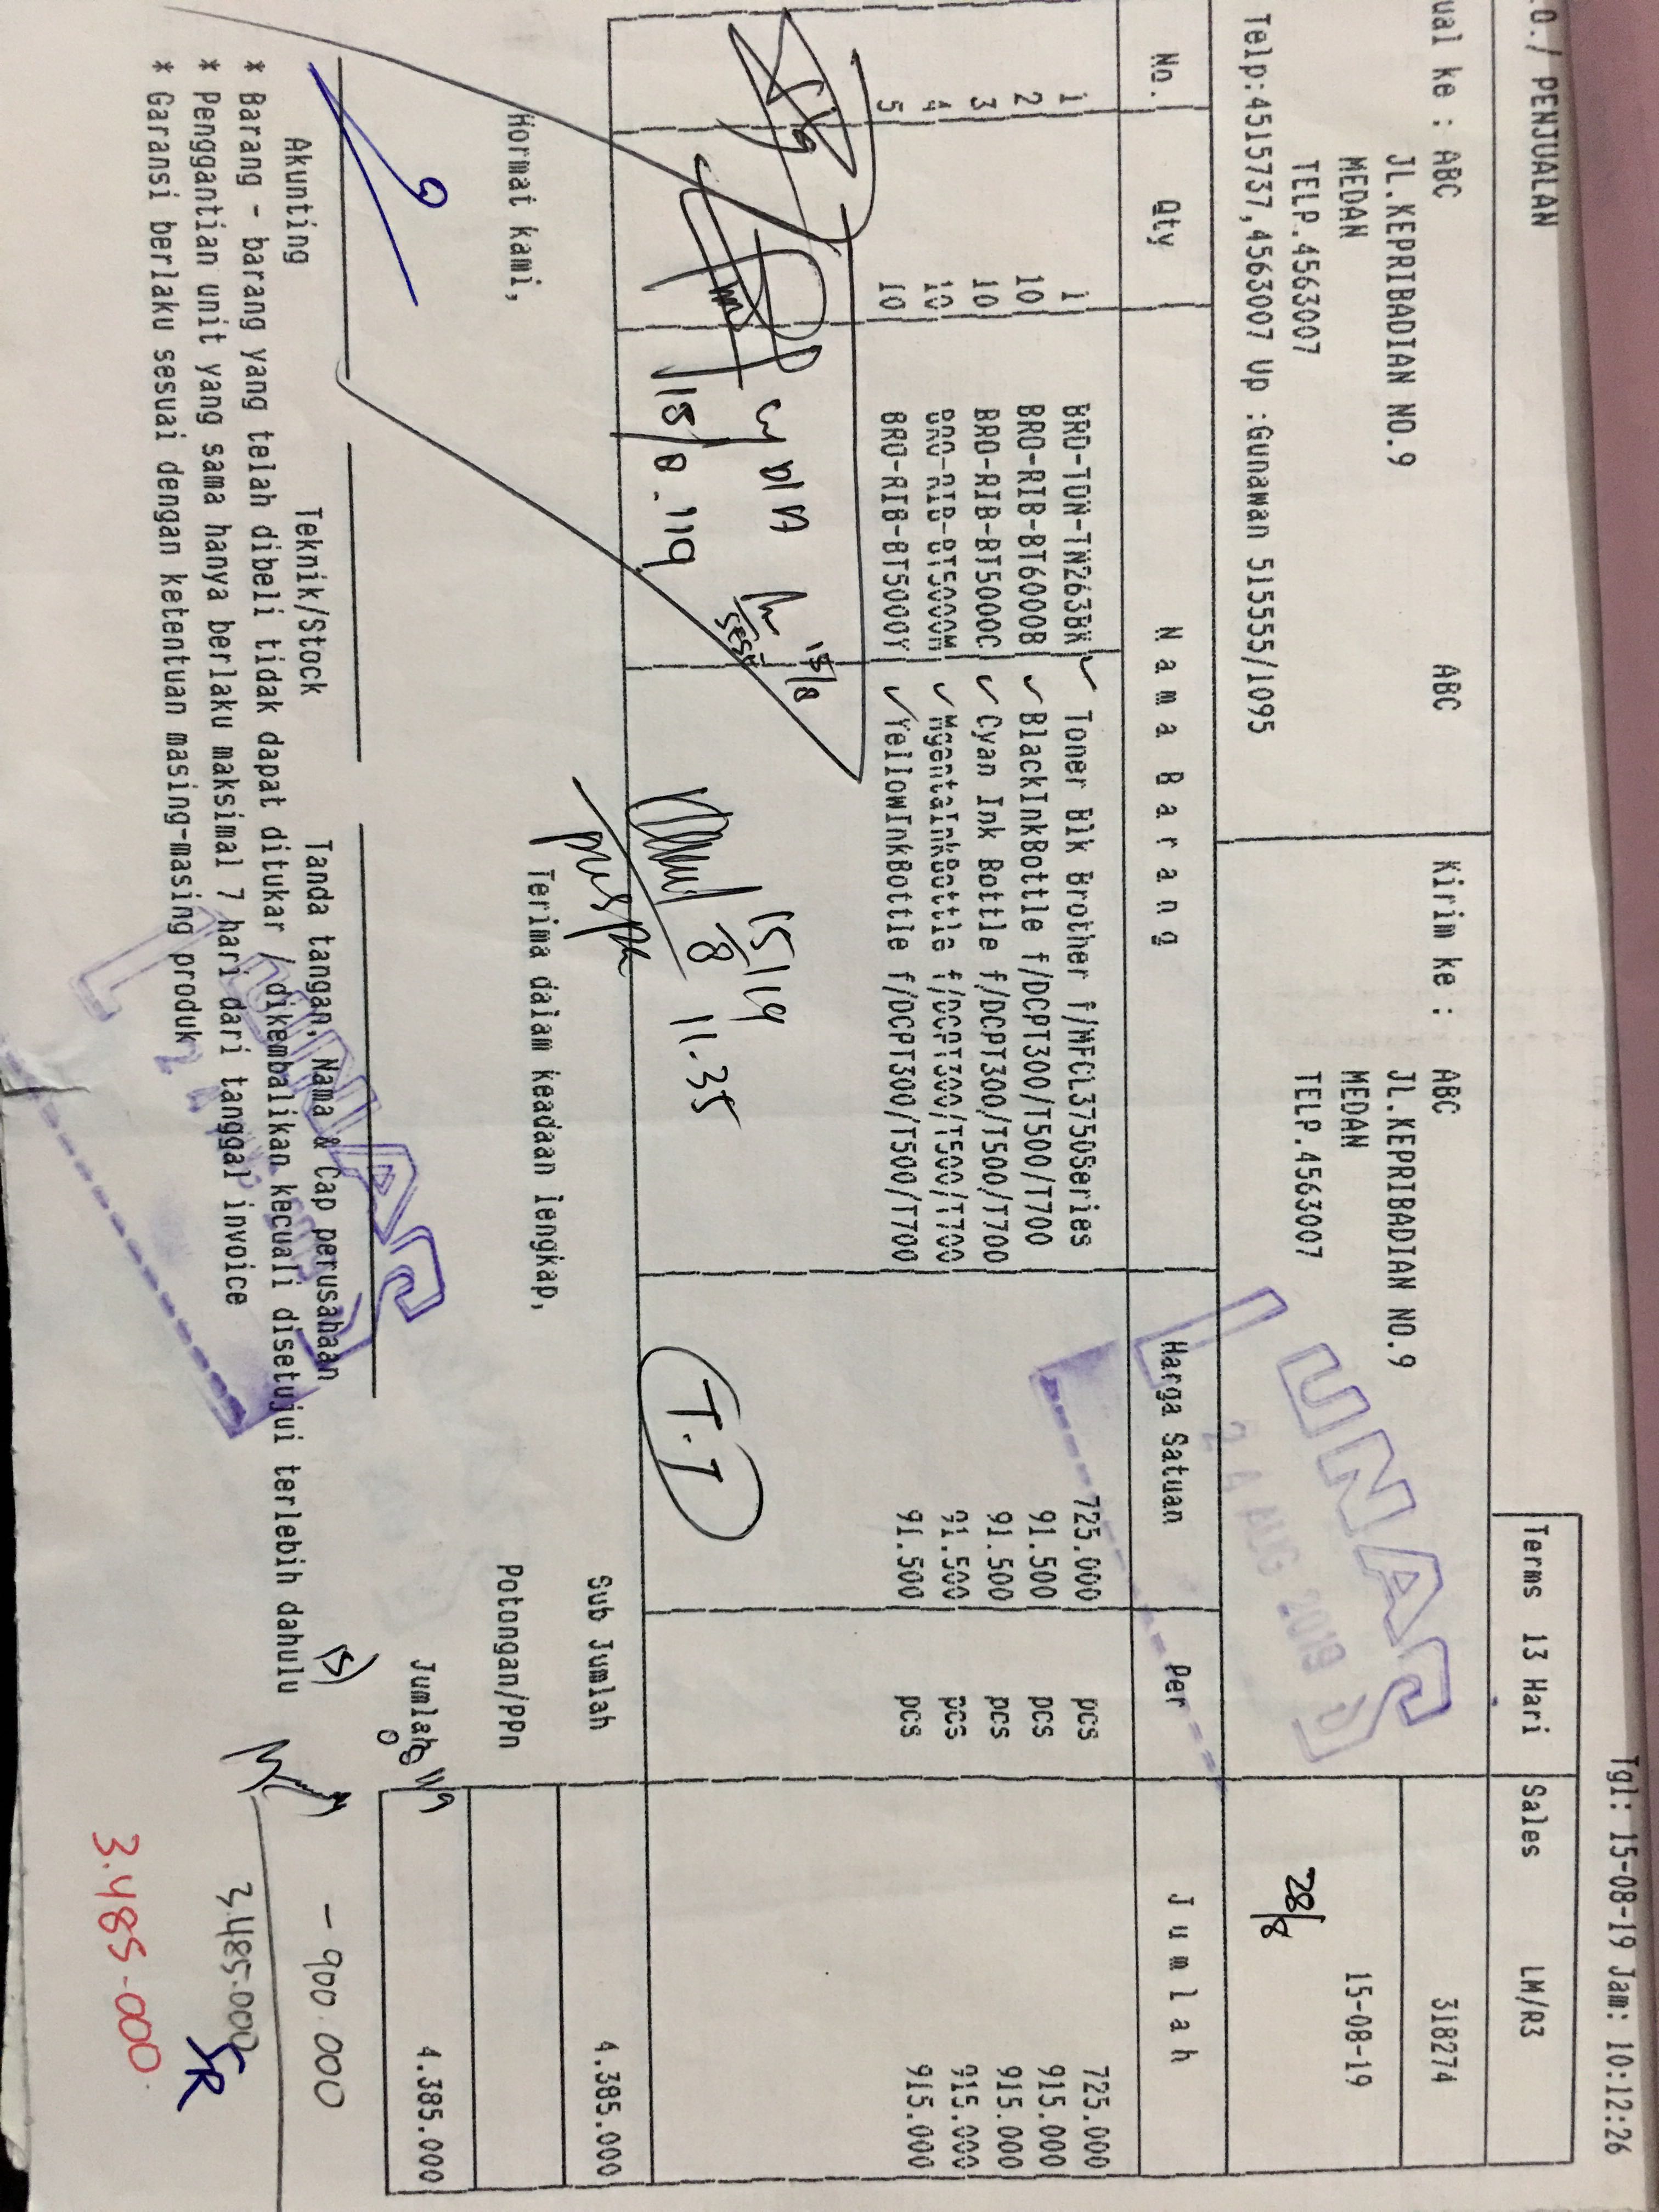 Tgl: 15-08-19 Jam: 10:12:26
.O./ PENJUALAN
Terms 13 Hari Sales LM/R3
ual ke : ABC ABC Kirim ke : ABC 318274
JL.KEPRIBADIAN NO.9 JL.KEPRIBADIAN NO.9
MEDAN MEDAN 15-08-19
TELP.4563007 TELP.4563007
28/8
Telp:4515737,4563007 Up :Gunawan 515555/1095
LUNAS
24 AUG 2019
No. Qty Nama Barang Harga Satuan Per Jumlah
1 1 BRO-TON-TN263BK ✓ Toner Blk Brother f/MFCL3750Series 725.000 pcs 725.000
2 10 BRO-RIB-BT6000B ✓ BlackInkBottle f/DCPT300/T500/T700 91.500 pcs 915.000
3 10 BRO-RIB-BT5000C ✓ Cyan Ink Bottle f/DCPT300/T500/T700 91.500 pcs 915.000
4 10 BRO-RIB-BT5000M ✓ MgentaInkBottle f/DCPT300/T500/T700 91.500 pcs 915.000
5 10 BRO-RIB-BT5000Y ✓ YellowInkBottle f/DCPT300/T500/T700 91.500 pcs 915.000
15/8
15/8 19 11.35
15/8.119
T.T
puspa
Sub Jumlah 4.385.000
Hormat kami, Terima dalam keadaan lengkap,
Potongan/PPn
Jumlah 4.385.000
Akunting Teknik/Stock Tanda tangan, Nama & Cap perusahaan
- 900.000
* Barang - barang yang telah dibeli tidak dapat ditukar / dikembalikan kecuali disetujui terlebih dahulu
* Penggantian unit yang sama hanya berlaku maksimal 7 hari dari tanggal invoice
3.485.000
SR
* Garansi berlaku sesuai dengan ketentuan masing-masing produk
LUNAS
3.485.000